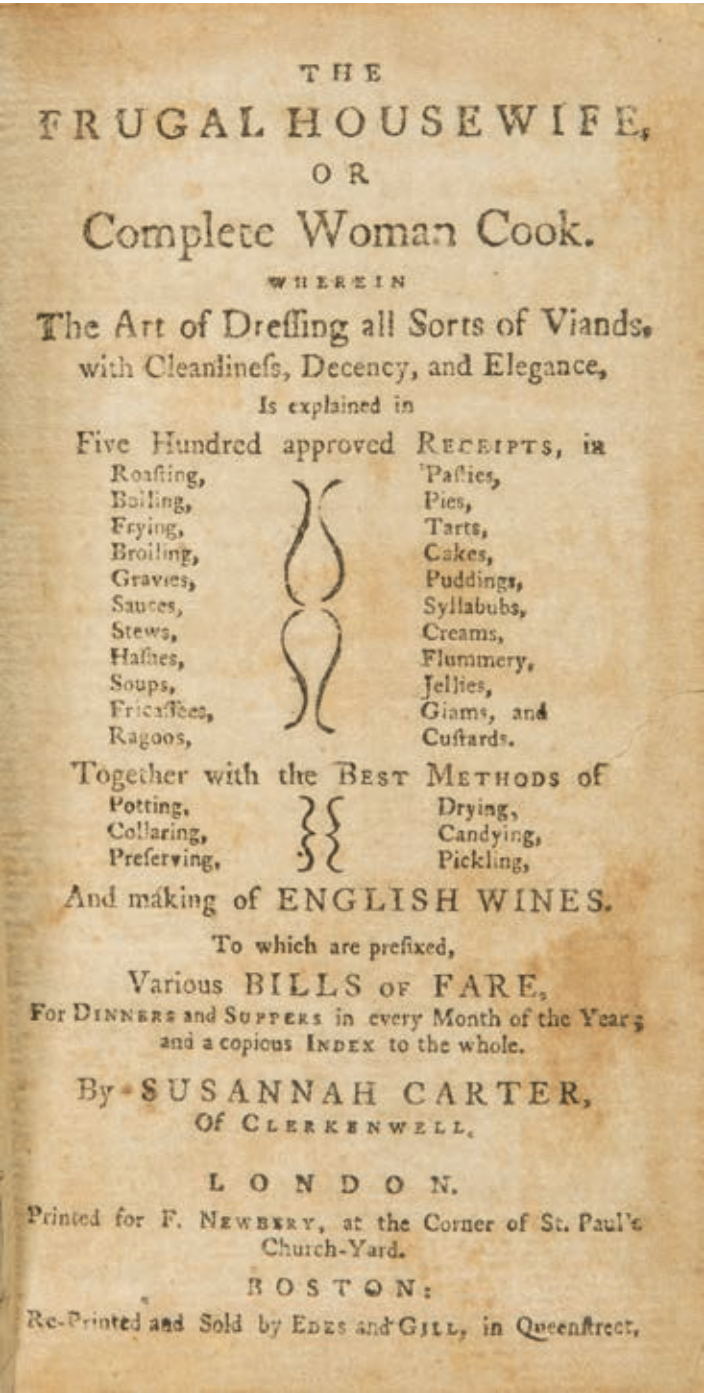 THE
FRUGAL HOUSEWIFE,
OR
Complete Woman Cook.
WHEREIN
The Art of Dreſſing all Sorts of Viands,
with Cleanlineſs, Decency, and Elegance,
Is explained in
Five Hundred approved RECEIPTS, in
Roaſting,
Boiling,
Frying,
Broiling,
Gravies,
Sauces,
Stews,
Haſhes,
Soups,
Fricaſſees,
Ragoos,
Paſties,
Pies,
Tarts,
Cakes,
Puddings,
Syllabubs,
Creams,
Flummery,
Jellies,
Giams, and
Cuſtards.
Together with the BEST METHODS of
Potting,
Collaring,
Preſerving,
Drying,
Candying,
Pickling,
And making of ENGLISH WINES.
To which are prefixed,
Various BILLS OF FARE,
For DINNERS and SUPPERS in every Month of the Year;
and a copious INDEX to the whole.
By SUSANNAH CARTER,
Of CLERKENWELL.
LONDON.
Printed for F. NEWBERY, at the Corner of St. Paul's
Church-Yard.
BOSTON:
Re-Printed and Sold by EDES and GILL, in Queenſtreet,